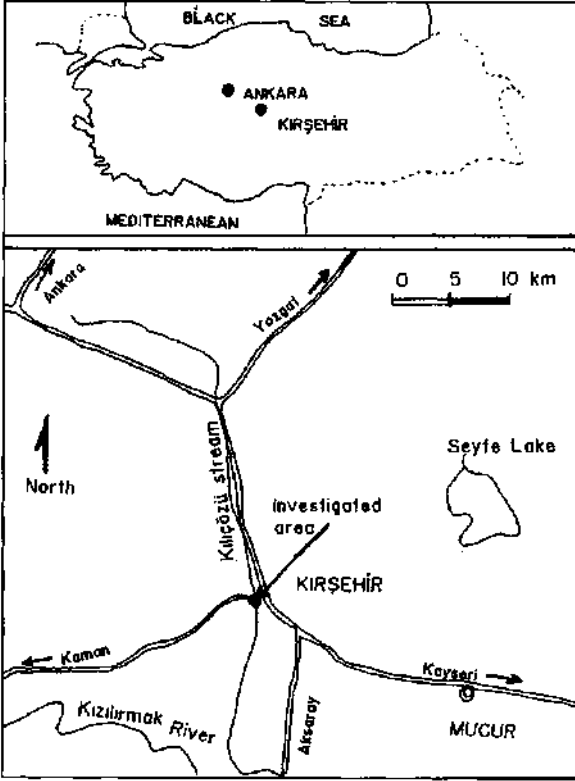 BLACK SEA
ANKARA
KIRŞEHİR
MEDITERRANEAN
Ankara
Yozgat
0 5 10 km
North
Kılıçözü stream
Seyfe Lake
investigated
area
KIRŞEHİR
Kaman
Kayseri
Kızılırmak River
Aksaray
MUCUR